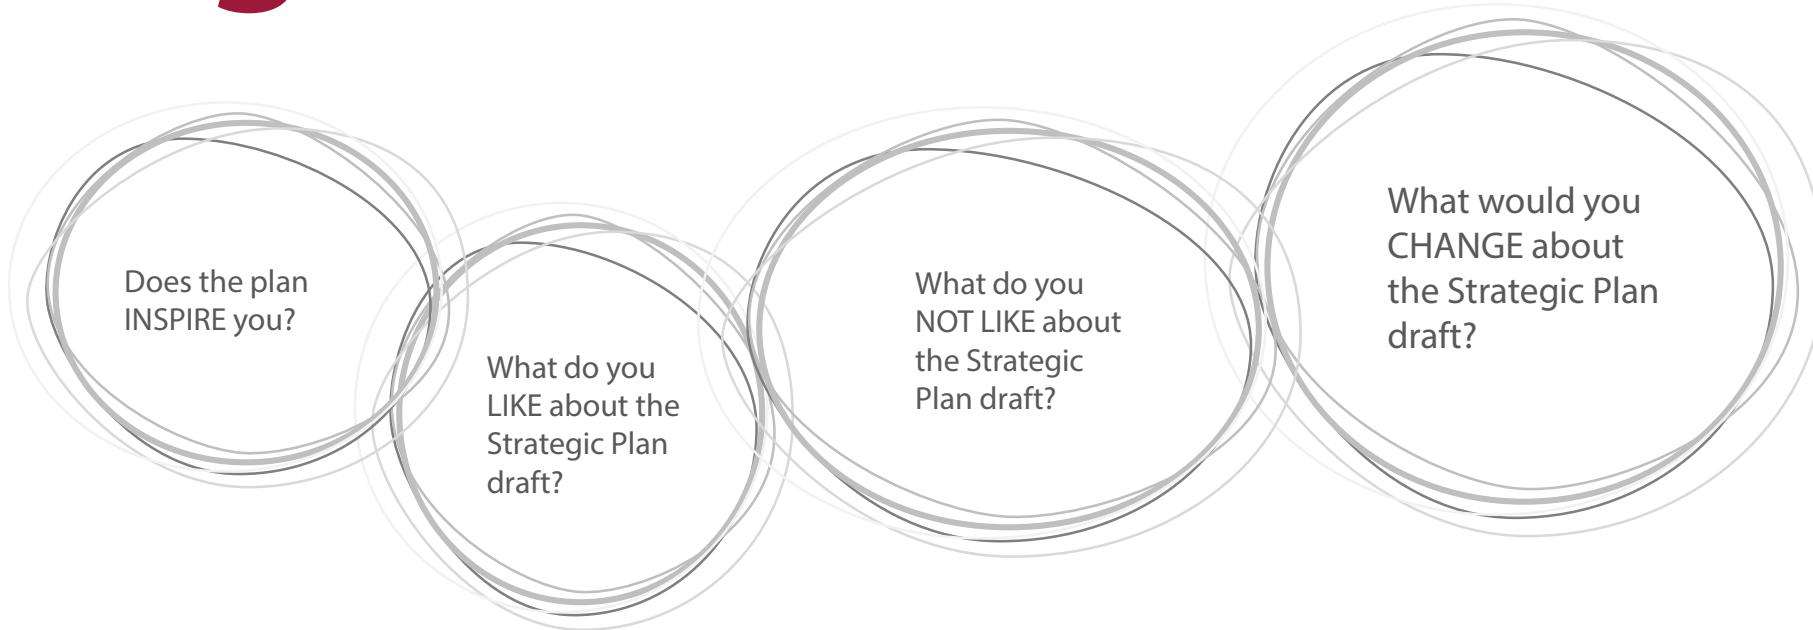 Does the plan
INSPIRE you?
What do you
LIKE about the
Strategic Plan
draft?
What do you
NOT LIKE about
the Strategic
Plan draft?
What would you
CHANGE about
the Strategic Plan
draft?